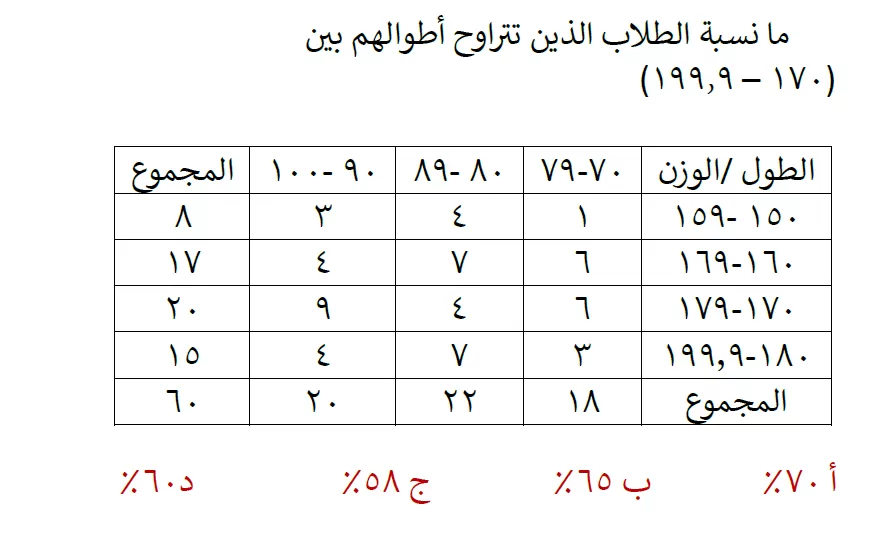 ما نسبة الطلاب الذين تتراوح أطوالهم بين
(١٧٠ – ١٩٩,٩)
الطول /الوزن ٧٠-٧٩ ٨٠ -٨٩ ٩٠ -١٠٠ المجموع
١٥٠ -١٥٩ ١ ٤ ٣ ٨
١٦٠-١٦٩ ٦ ٧ ٤ ١٧
١٧٠-١٧٩ ٦ ٤ ٩ ٢٠
١٨٠-١٩٩,٩ ٣ ٧ ٤ ١٥
المجموع ١٨ ٢٢ ٢٠ ٦٠
أ ٧٠٪ ب ٦٥٪ ج ٥٨٪ د٦٠٪